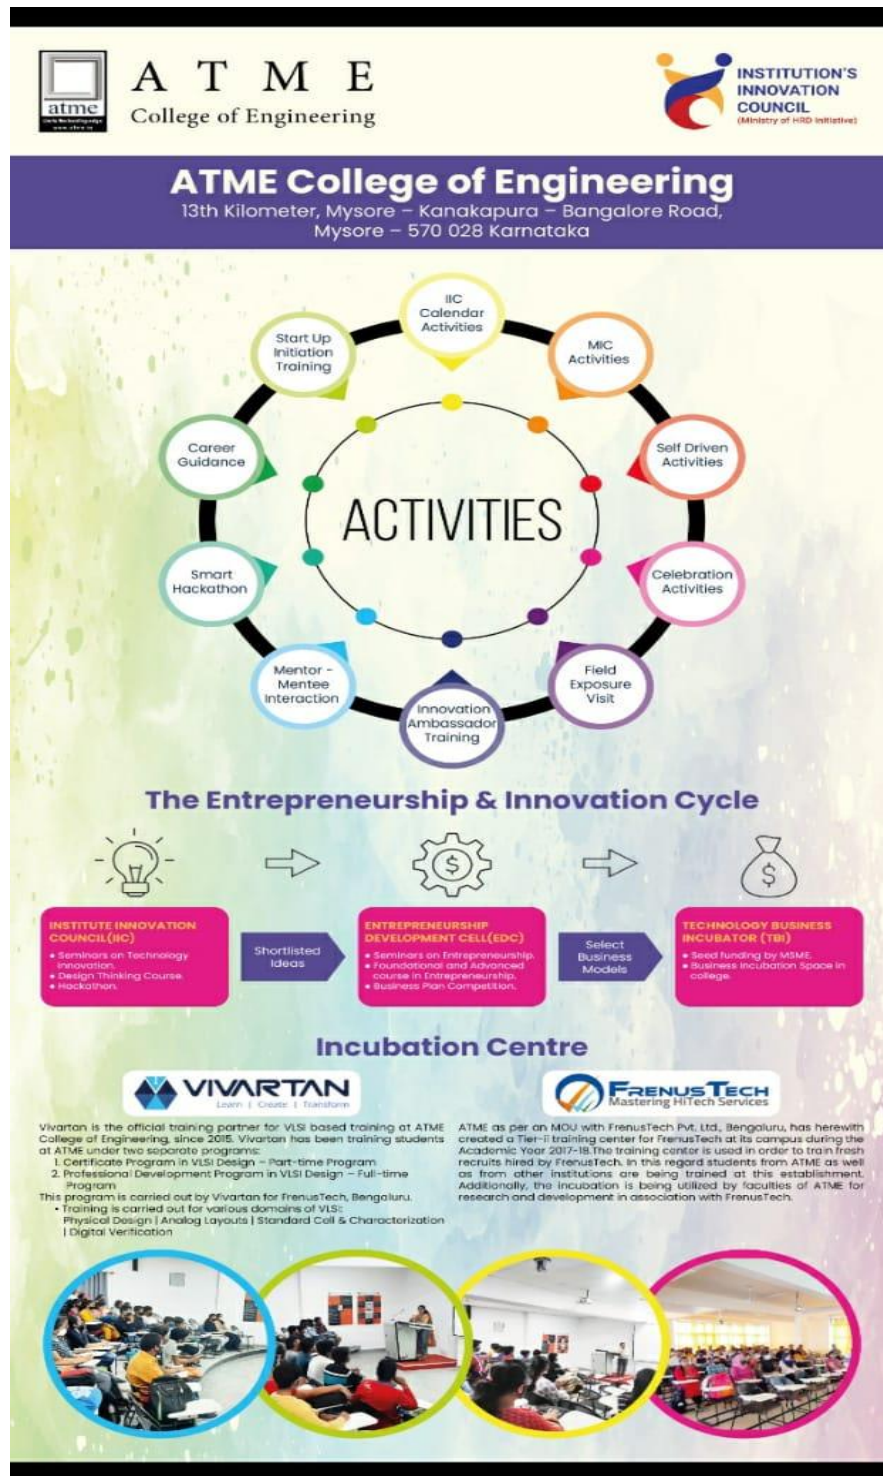 atme
www.atme.in
A T M E
College of Engineering
INSTITUTION'S
INNOVATION
COUNCIL
(Ministry of HRD Initiative)
ATME College of Engineering
13th Kilometer, Mysore – Kanakapura – Bangalore Road,
Mysore – 570 028 Karnataka
IIC
Calendar
Activities
MIC
Activities
Self Driven
Activities
Celebration
Activities
Field
Exposure
Visit
Innovation
Ambassador
Training
Mentor -
Mentee
Interaction
Smart
Hackathon
Career
Guidance
Start Up
Initiation
Training
ACTIVITIES
The Entrepreneurship & Innovation Cycle
$
$
INSTITUTE INNOVATION
COUNCIL(IIC)
• Seminars on Technology
innovation.
• Design Thinking Course.
• Hackathon.
Shortlisted
Ideas
ENTREPRENEURSHIP
DEVELOPMENT CELL(EDC)
• Seminars on Entrepreneurship.
• Foundational and Advanced
course in Entrepreneurship.
• Business Plan Competition.
Select
Business
Models
TECHNOLOGY BUSINESS
INCUBATOR (TBI)
• Seed funding by MSME.
• Business Incubation Space in
college.
Incubation Centre
VIVARTAN
Learn | Create | Transform
Vivartan is the official training partner for VLSI based training at ATME
College of Engineering, since 2015. Vivartan has been training students
at ATME under two separate programs:
1. Certificate Program in VLSI Design – Part-time Program
2. Professional Development Program in VLSI Design – Full-time
Program
This program is carried out by Vivartan for FrenusTech, Bengaluru.
• Training is carried out for various domains of VLSI:
Physical Design | Analog Layouts | Standard Cell & Characterization
| Digital Verification
FRENUSTECH
Mastering HiTech Services
ATME as per an MOU with FrenusTech Pvt. Ltd., Bengaluru, has herewith
created a Tier-ii training center for FrenusTech at its campus during the
Academic Year 2017-18.The training center is used in order to train fresh
recruits hired by FrenusTech. In this regard students from ATME as well
as from other institutions are being trained at this establishment.
Additionally, the incubation is being utilized by faculties of ATME for
research and development in association with FrenusTech.